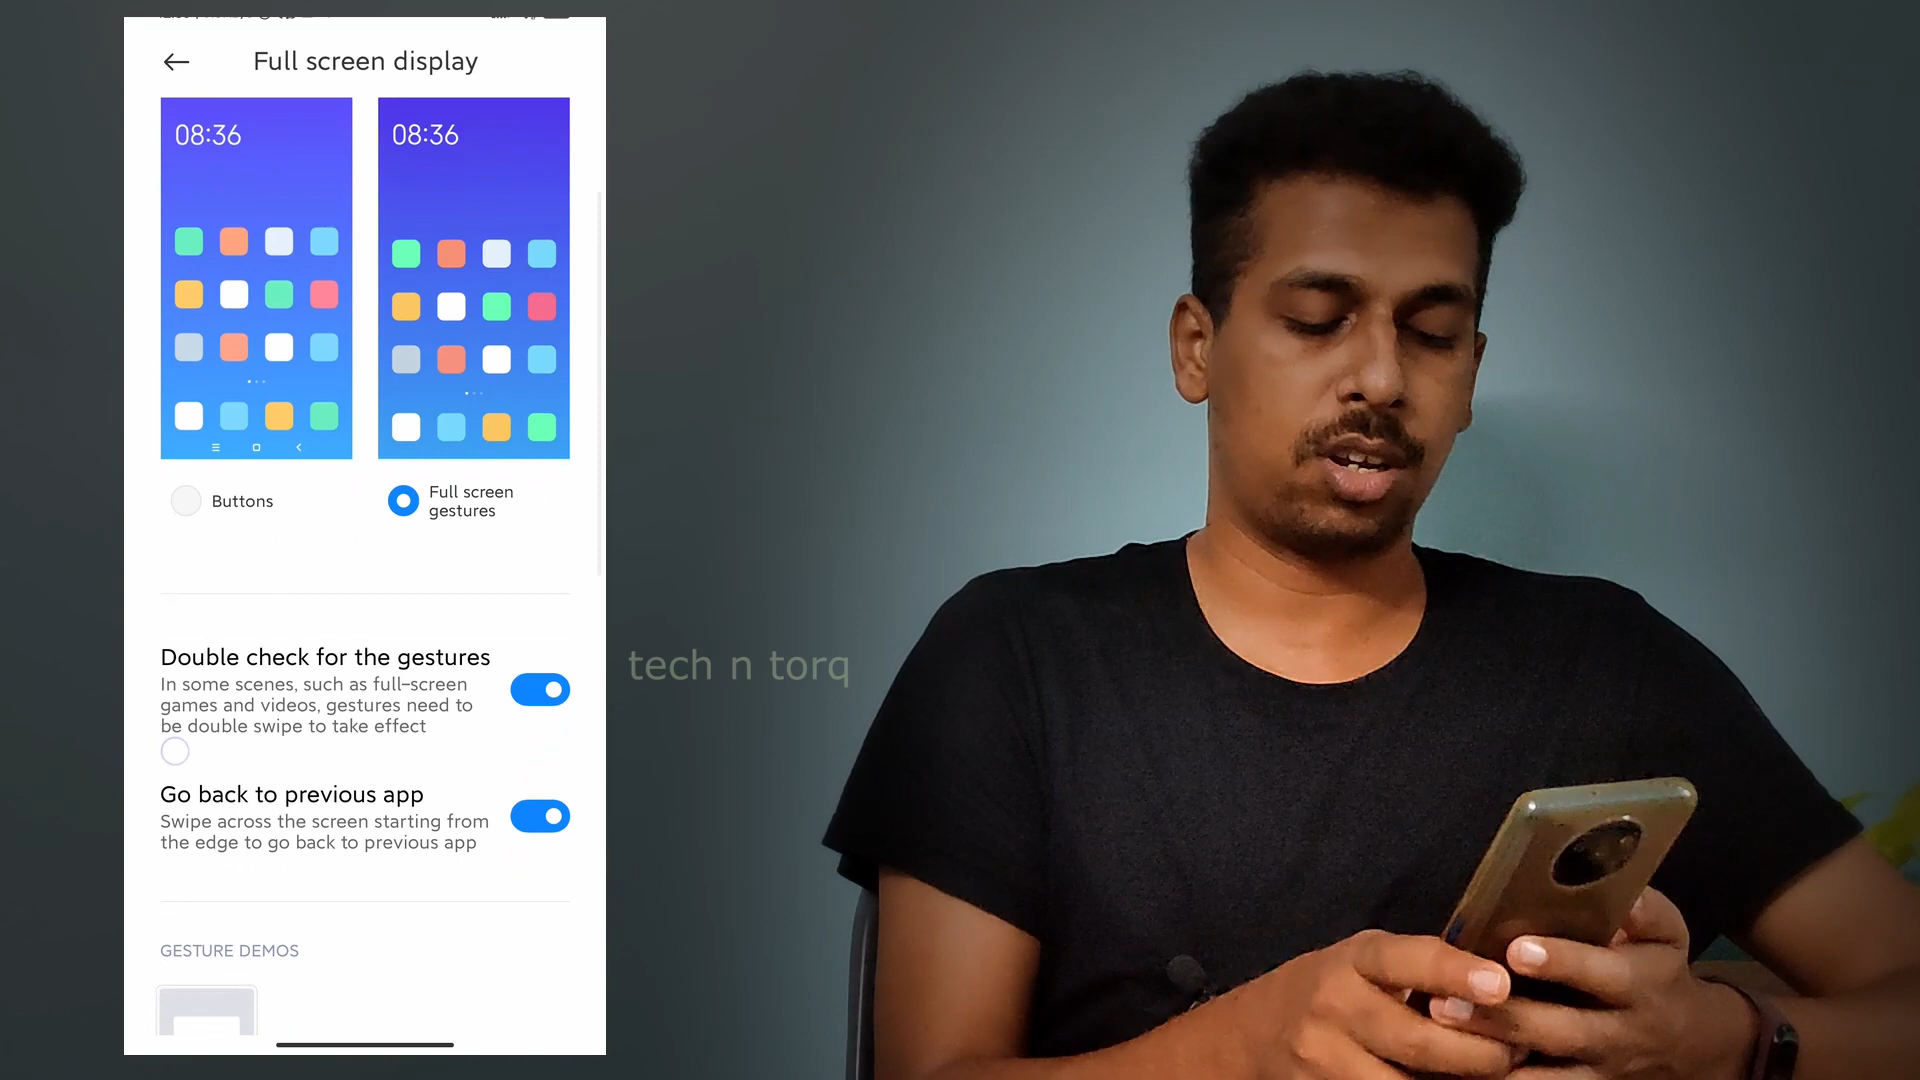 Full screen display
08:36
08:36
Buttons
Full screen
gestures
Double check for the gestures
In some scenes, such as full-screen
games and videos, gestures need to
be double swipe to take effect
Go back to previous app
Swipe across the screen starting from
the edge to go back to previous app
GESTURE DEMOS
tech n torq